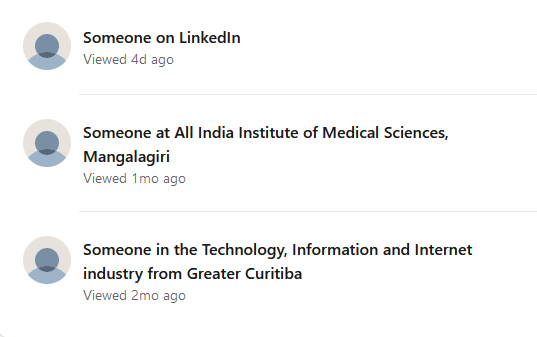 Someone on LinkedIn
Viewed 4d ago
Someone at All India Institute of Medical Sciences,
Mangalagiri
Viewed 1mo ago
Someone in the Technology, Information and Internet
industry from Greater Curitiba
Viewed 2mo ago